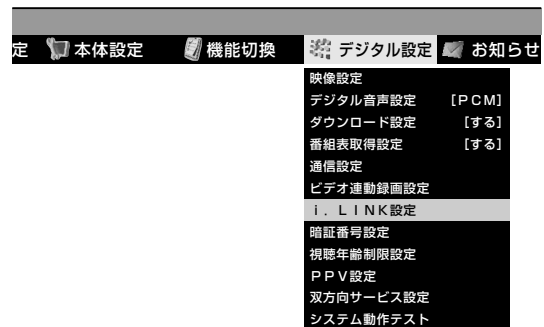 定 本体設定 機能切換 デジタル設定 お知らせ
映像設定
デジタル音声設定 [PCM]
ダウンロード設定 [する]
番組表取得設定 [する]
通信設定
ビデオ連動録画設定
i.LINK設定
暗証番号設定
視聴年齢制限設定
PPV設定
双方向サービス設定
システム動作テスト